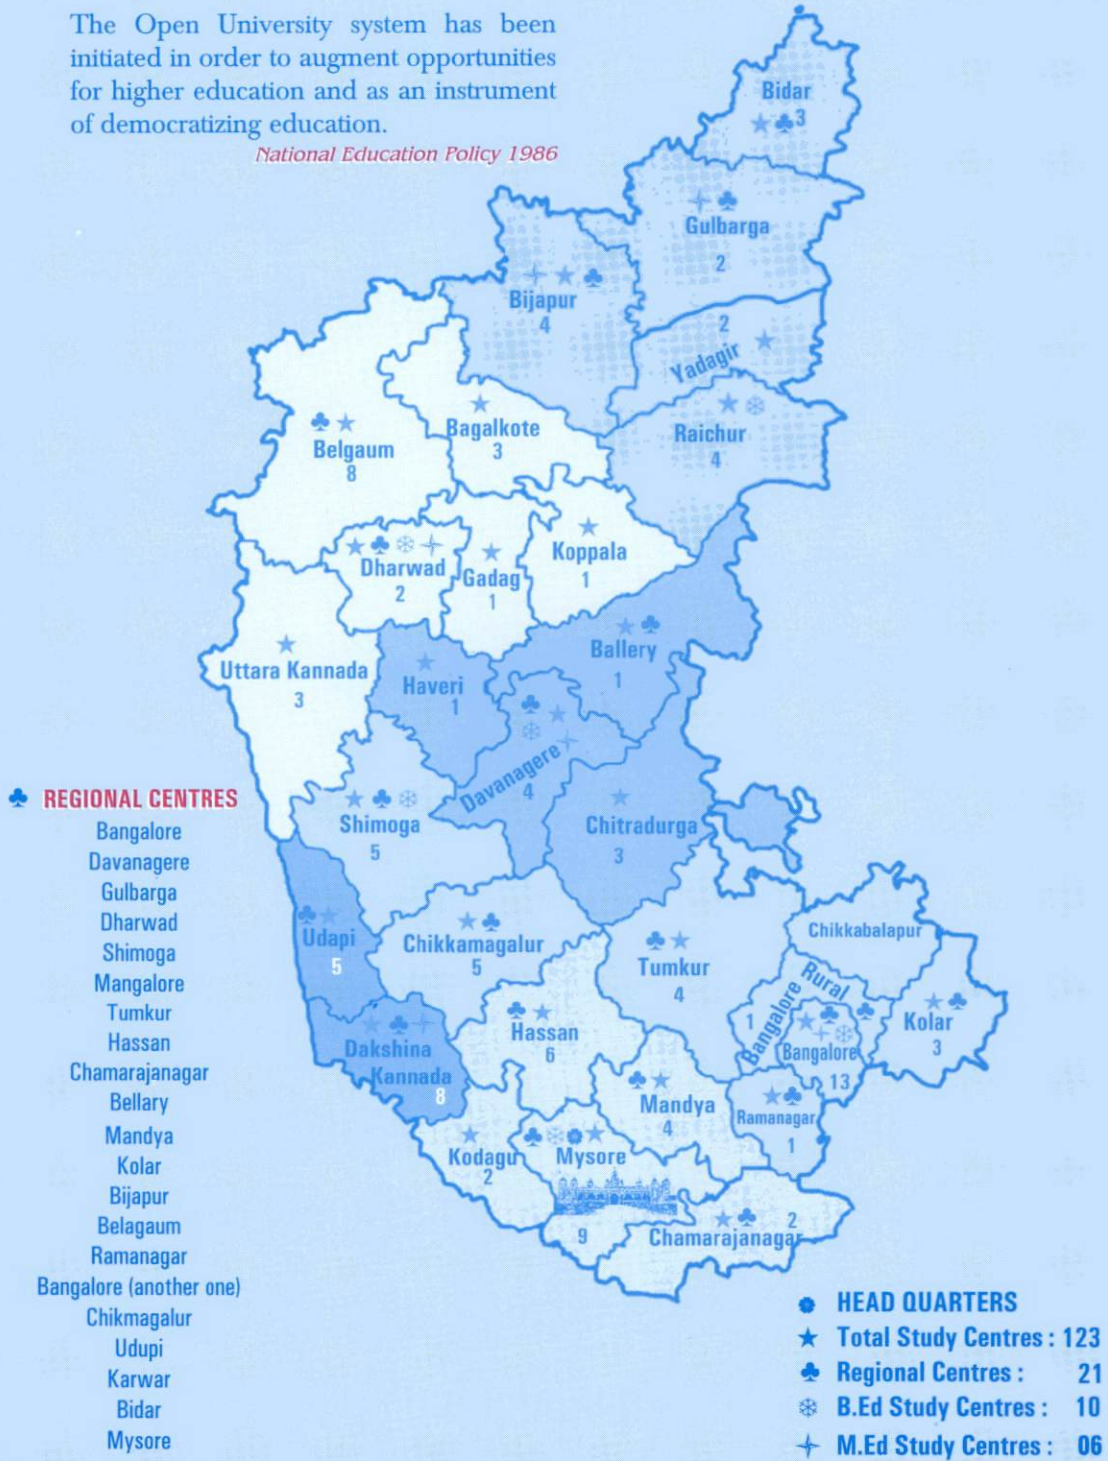 The Open University system has been
initiated in order to augment opportunities
for higher education and as an instrument
of democratizing education.
National Education Policy 1986
Bidar
3
Gulbarga
2
Bijapur
4
2
Yadagir
Raichur
4
Bagalkote
3
Belgaum
8
Dharwad
2
Gadag
1
Koppala
1
Uttara Kannada
3
Haveri
1
Ballery
1
Davanagere
4
Shimoga
5
Chitradurga
3
Udapi
5
Chikkamagalur
5
Tumkur
4
Chikkabalapur
Bangalore Rural
1
Bangalore
13
Kolar
3
Hassan
6
Dakshina
Kannada
8
Mandya
4
Ramanagar
1
Kodagu
2
Mysore
9
Chamarajanagar
2
REGIONAL CENTRES
Bangalore
Davanagere
Gulbarga
Dharwad
Shimoga
Mangalore
Tumkur
Hassan
Chamarajanagar
Bellary
Mandya
Kolar
Bijapur
Belagaum
Ramanagar
Bangalore (another one)
Chikmagalur
Udupi
Karwar
Bidar
Mysore
HEAD QUARTERS
Total Study Centres : 123
Regional Centres : 21
B.Ed Study Centres : 10
M.Ed Study Centres : 06